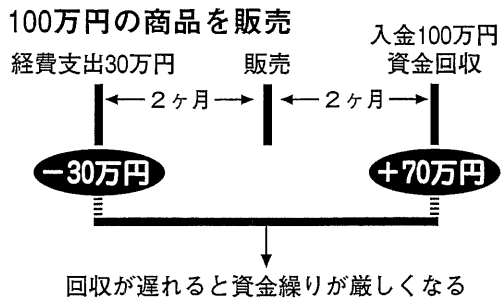 100万円の商品を販売
経費支出30万円
販売
入金100万円
資金回収
2ヶ月
2ヶ月
−30万円
+70万円
回収が遅れると資金繰りが厳しくなる